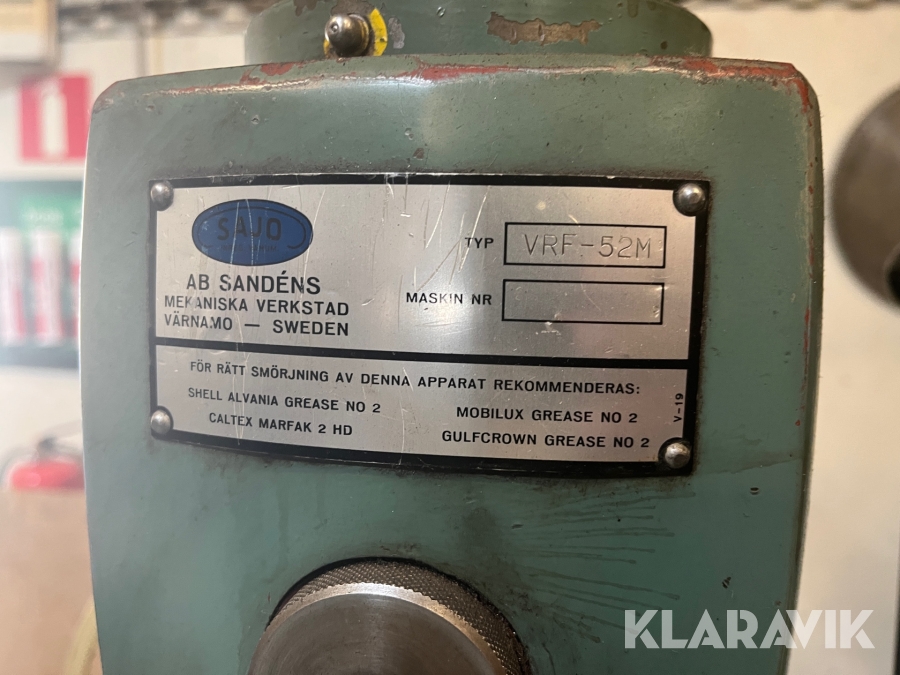 SAJO
AB SANDÉNS
MEKANISKA VERKSTAD
VÄRNAMO — SWEDEN
TYP VRF-52M
MASKIN NR
FÖR RÄTT SMÖRJNING AV DENNA APPARAT REKOMMENDERAS:
SHELL ALVANIA GREASE NO 2
CALTEX MARFAK 2 HD
MOBILUX GREASE NO 2
GULFCROWN GREASE NO 2
V-19
KLARAVIK